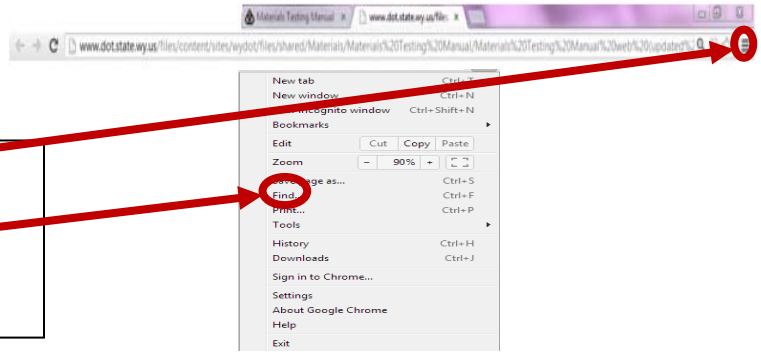 Materials Testing Manual x www.dot.state.wy.us/files x
www.dot.state.wy.us/files/content/sites/wydot/files/shared/Materials/Materials%20Testing%20Manual/Materials%20Testing%20Manual%20web%20(updated%
New tab Ctrl+T
New window Ctrl+N
incognito window Ctrl+Shift+N
Bookmarks
Edit Cut Copy Paste
Zoom - 90% +
Save page as... Ctrl+S
Find... Ctrl+F
Print... Ctrl+P
Tools
History Ctrl+H
Downloads Ctrl+J
Sign in to Chrome...
Settings
About Google Chrome
Help
Exit